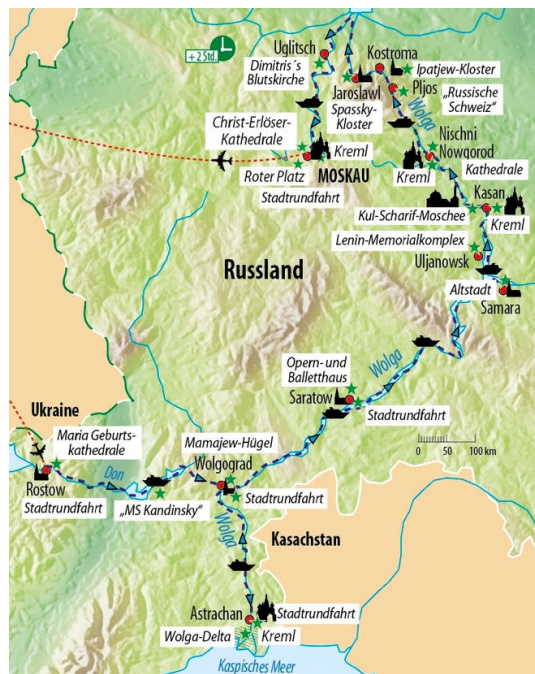 Uglitsch
Kostroma
+ 2 Std.
Dimitris´s
Blutskirche
Ipatjew-Kloster
Jaroslawl
Pljos
Spassky-
Kloster
„Russische
Schweiz“
Wolga
Christ-Erlöser-
Kathedrale
Nischni
Nowgorod
Kreml
Roter Platz
MOSKAU
Kreml
Kathedrale
Stadtrundfahrt
Kasan
Kul-Scharif-Moschee
Kreml
Lenin-Memorialkomplex
Uljanowsk
Russland
Altstadt
Samara
Opern- und
Balletthaus
Wolga
Saratow
Stadtrundfahrt
Ukraine
Maria Geburts-
kathedrale
Mamajew-Hügel
0 50 100 km
Don
Wolgograd
Rostow
Stadtrundfahrt
„MS Kandinsky“
Stadtrundfahrt
Wolga
Kasachstan
Astrachan
Stadtrundfahrt
Wolga-Delta
Kreml
Kaspisches Meer